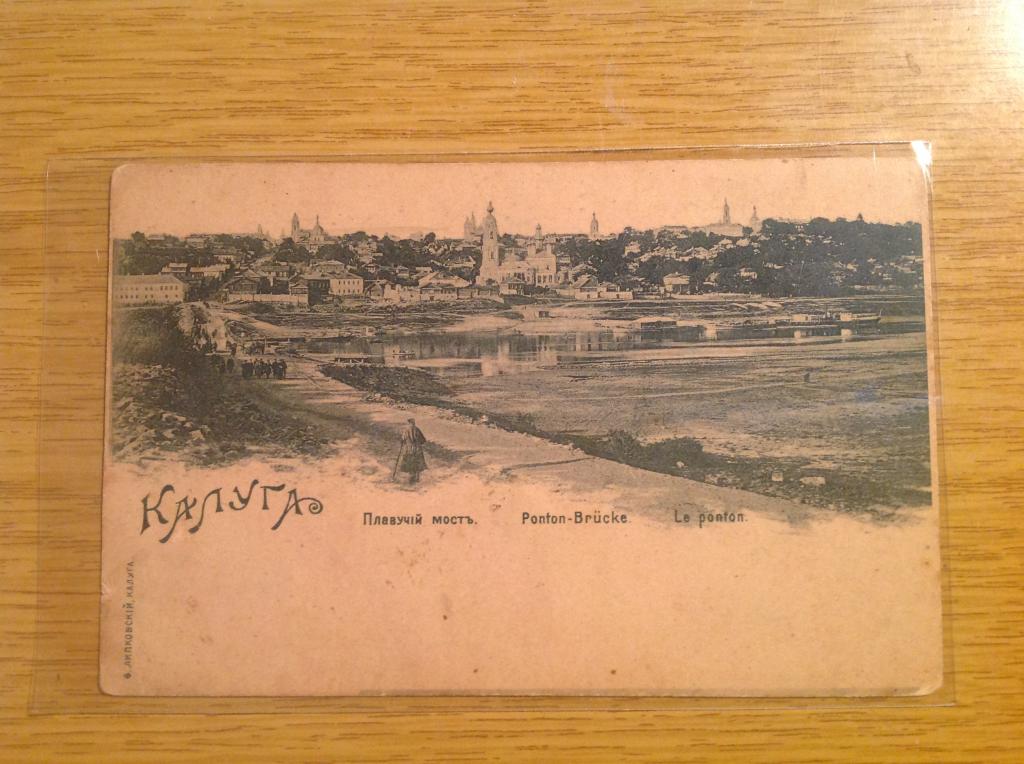 КАЛУГА
Плавучій мостъ. Ponton-Brücke. Le ponton.
Ф. ЛИПКОВСКІЙ, КАЛУГА